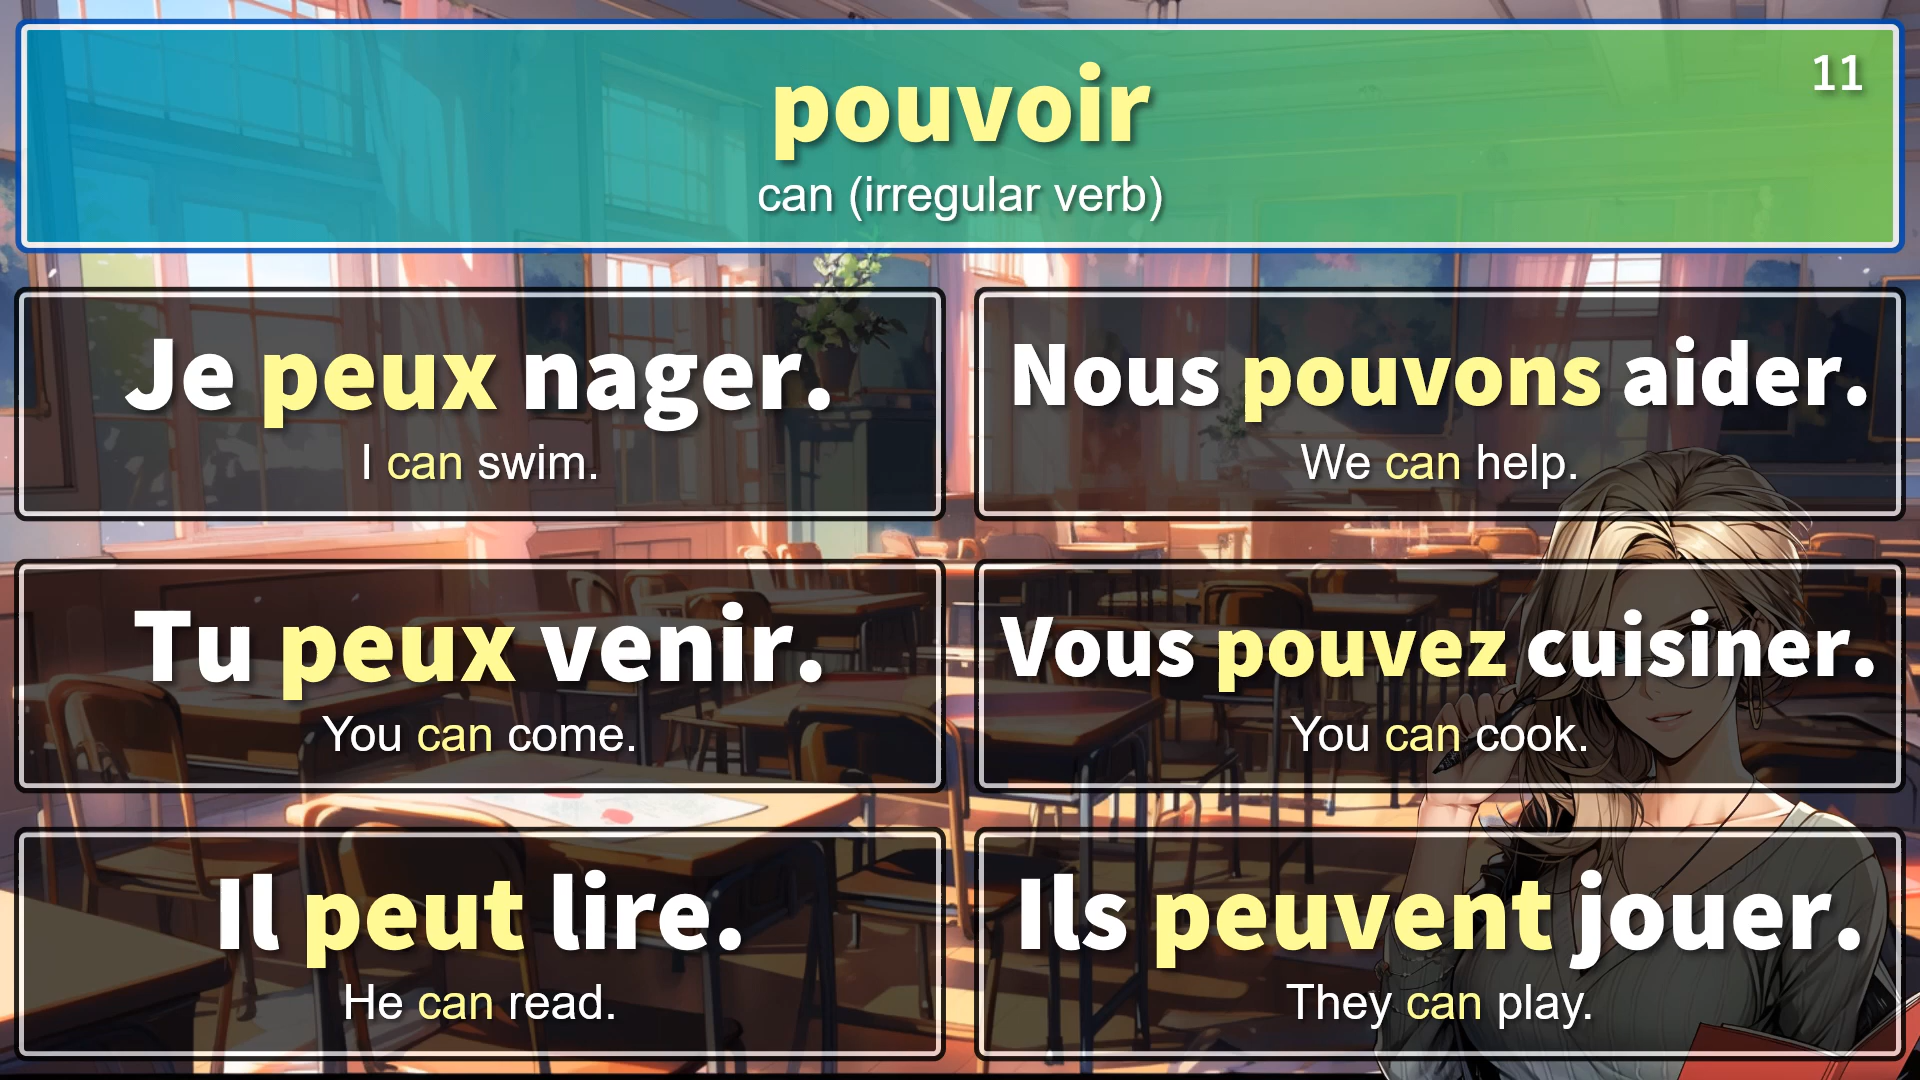 pouvoir
can (irregular verb)
11
Je peux nager.
I can swim.
Nous pouvons aider.
We can help.
Tu peux venir.
You can come.
Vous pouvez cuisiner.
You can cook.
Il peut lire.
He can read.
Ils peuvent jouer.
They can play.